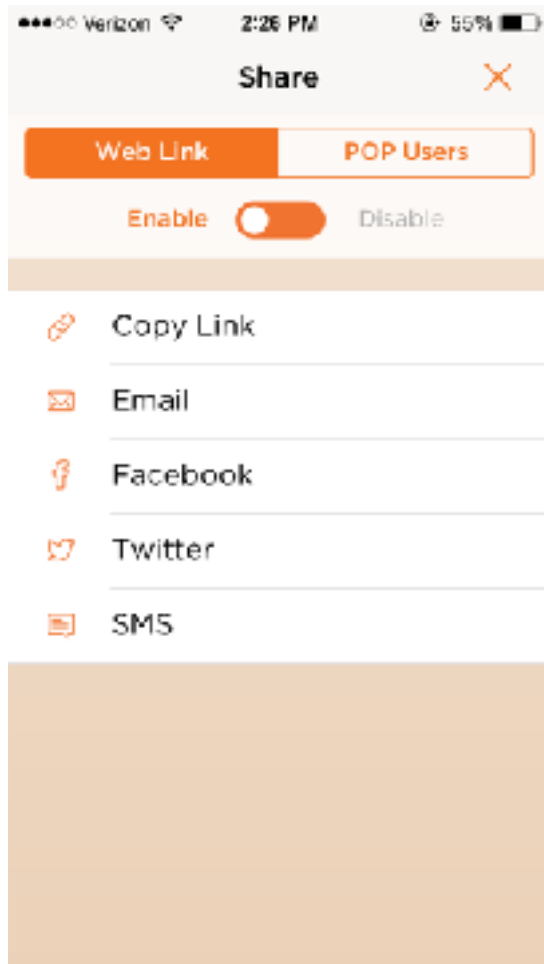 Verizon 2:26 PM 55%
Share
Web Link POP Users
Enable Disable
Copy Link
Email
Facebook
Twitter
SMS